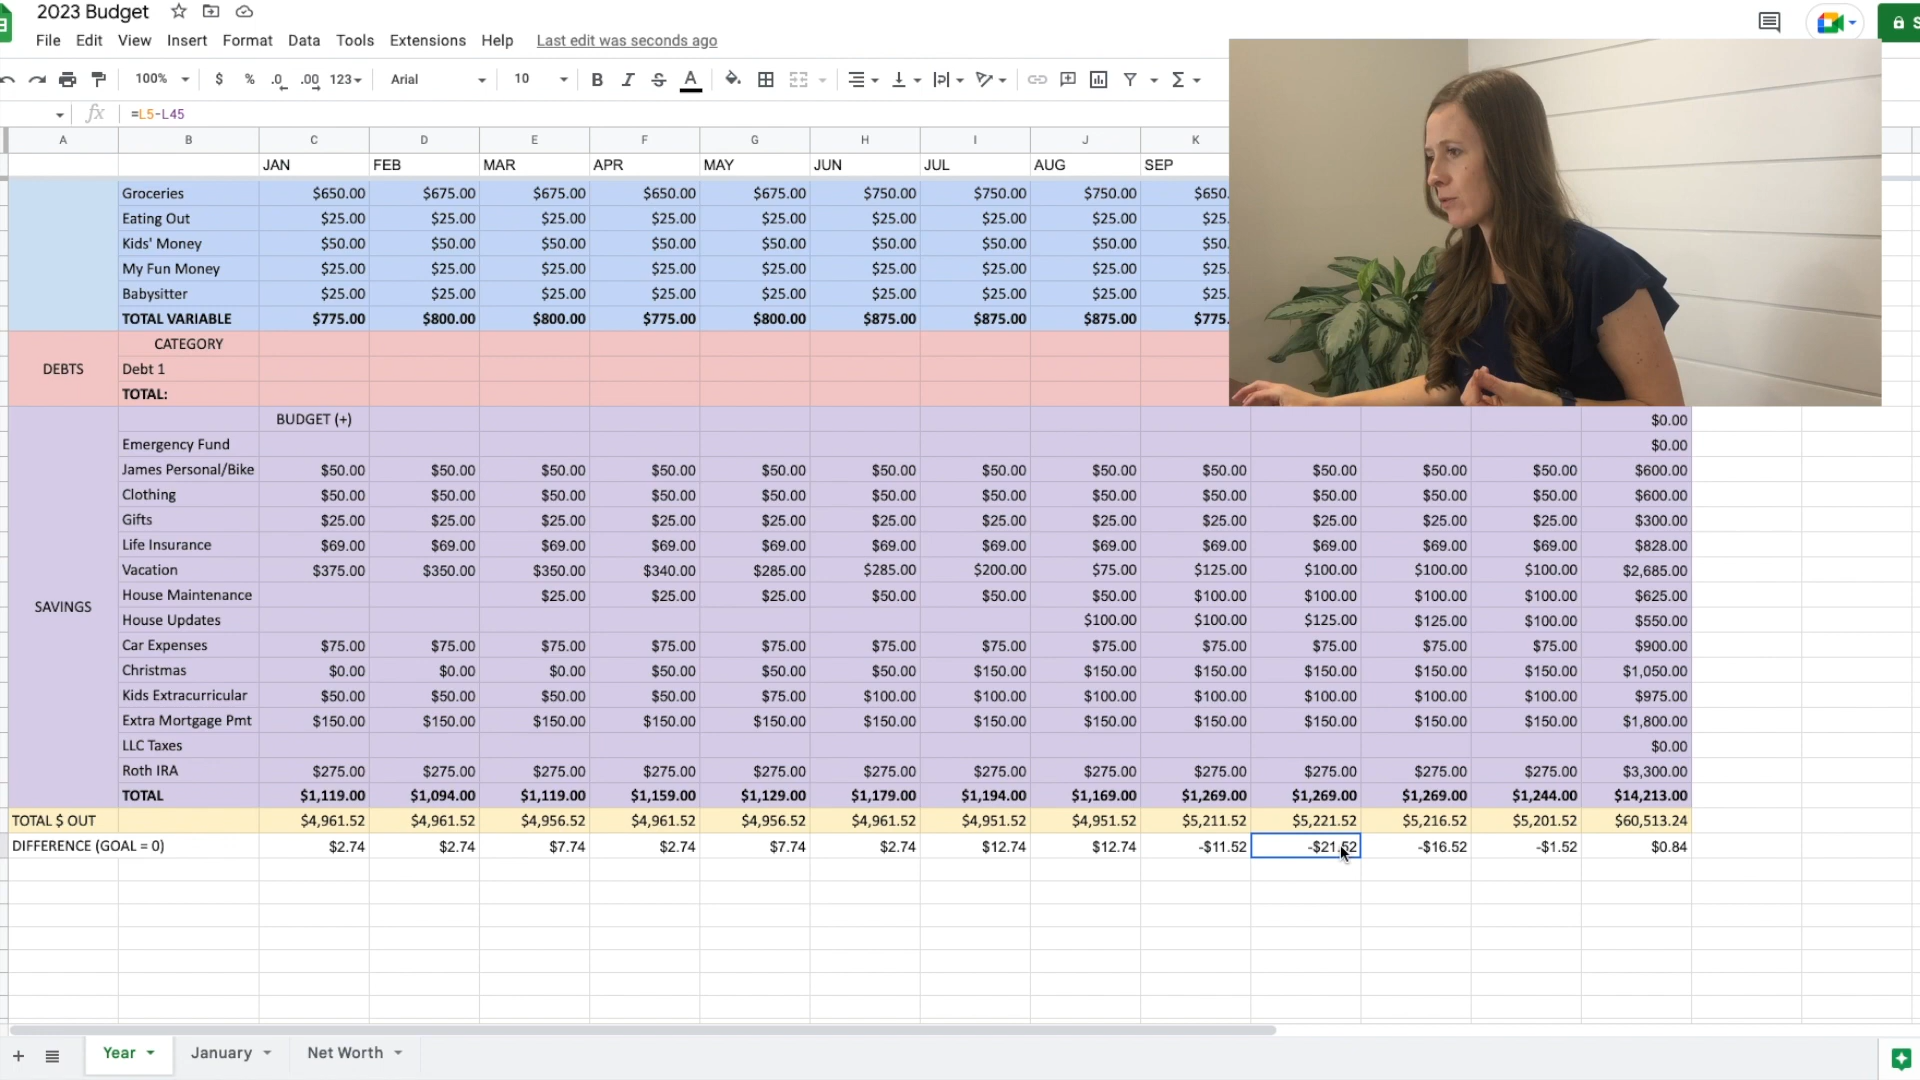 2023 Budget
File Edit View Insert Format Data Tools Extensions Help Last edit was seconds ago
100% $ % .0 .00 123 Arial 10 B I S A
fx =L5-L45
A B C D E F G H I J K
JAN FEB MAR APR MAY JUN JUL AUG SEP
Groceries $650.00 $675.00 $675.00 $650.00 $675.00 $750.00 $750.00 $750.00 $650.
Eating Out $25.00 $25.00 $25.00 $25.00 $25.00 $25.00 $25.00 $25.00 $25.
Kids' Money $50.00 $50.00 $50.00 $50.00 $50.00 $50.00 $50.00 $50.00 $50.
My Fun Money $25.00 $25.00 $25.00 $25.00 $25.00 $25.00 $25.00 $25.00 $25.
Babysitter $25.00 $25.00 $25.00 $25.00 $25.00 $25.00 $25.00 $25.00 $25.
TOTAL VARIABLE $775.00 $800.00 $800.00 $775.00 $800.00 $875.00 $875.00 $875.00 $775.
CATEGORY
DEBTS Debt 1
TOTAL:
BUDGET (+) $0.00
Emergency Fund $0.00
James Personal/Bike $50.00 $50.00 $50.00 $50.00 $50.00 $50.00 $50.00 $50.00 $50.00 $50.00 $50.00 $50.00 $600.00
Clothing $50.00 $50.00 $50.00 $50.00 $50.00 $50.00 $50.00 $50.00 $50.00 $50.00 $50.00 $50.00 $600.00
Gifts $25.00 $25.00 $25.00 $25.00 $25.00 $25.00 $25.00 $25.00 $25.00 $25.00 $25.00 $25.00 $300.00
Life Insurance $69.00 $69.00 $69.00 $69.00 $69.00 $69.00 $69.00 $69.00 $69.00 $69.00 $69.00 $69.00 $828.00
Vacation $375.00 $350.00 $350.00 $340.00 $285.00 $285.00 $200.00 $75.00 $125.00 $100.00 $100.00 $100.00 $2,685.00
House Maintenance $25.00 $25.00 $25.00 $50.00 $50.00 $50.00 $100.00 $100.00 $100.00 $100.00 $625.00
SAVINGS
House Updates $100.00 $100.00 $125.00 $125.00 $100.00 $550.00
Car Expenses $75.00 $75.00 $75.00 $75.00 $75.00 $75.00 $75.00 $75.00 $75.00 $75.00 $75.00 $75.00 $900.00
Christmas $0.00 $0.00 $0.00 $50.00 $50.00 $50.00 $150.00 $150.00 $150.00 $150.00 $150.00 $150.00 $1,050.00
Kids Extracurricular $50.00 $50.00 $50.00 $50.00 $75.00 $100.00 $100.00 $100.00 $100.00 $100.00 $100.00 $100.00 $975.00
Extra Mortgage Pmt $150.00 $150.00 $150.00 $150.00 $150.00 $150.00 $150.00 $150.00 $150.00 $150.00 $150.00 $150.00 $1,800.00
LLC Taxes $0.00
Roth IRA $275.00 $275.00 $275.00 $275.00 $275.00 $275.00 $275.00 $275.00 $275.00 $275.00 $275.00 $275.00 $3,300.00
TOTAL $1,119.00 $1,094.00 $1,119.00 $1,159.00 $1,129.00 $1,179.00 $1,194.00 $1,169.00 $1,269.00 $1,269.00 $1,269.00 $1,244.00 $14,213.00
TOTAL $ OUT $4,961.52 $4,961.52 $4,956.52 $4,961.52 $4,956.52 $4,961.52 $4,951.52 $4,951.52 $5,211.52 $5,221.52 $5,216.52 $5,201.52 $60,513.24
DIFFERENCE (GOAL = 0) $2.74 $2.74 $7.74 $2.74 $7.74 $2.74 $12.74 $12.74 -$11.52 -$21.52 -$16.52 -$1.52 $0.84
Year January Net Worth